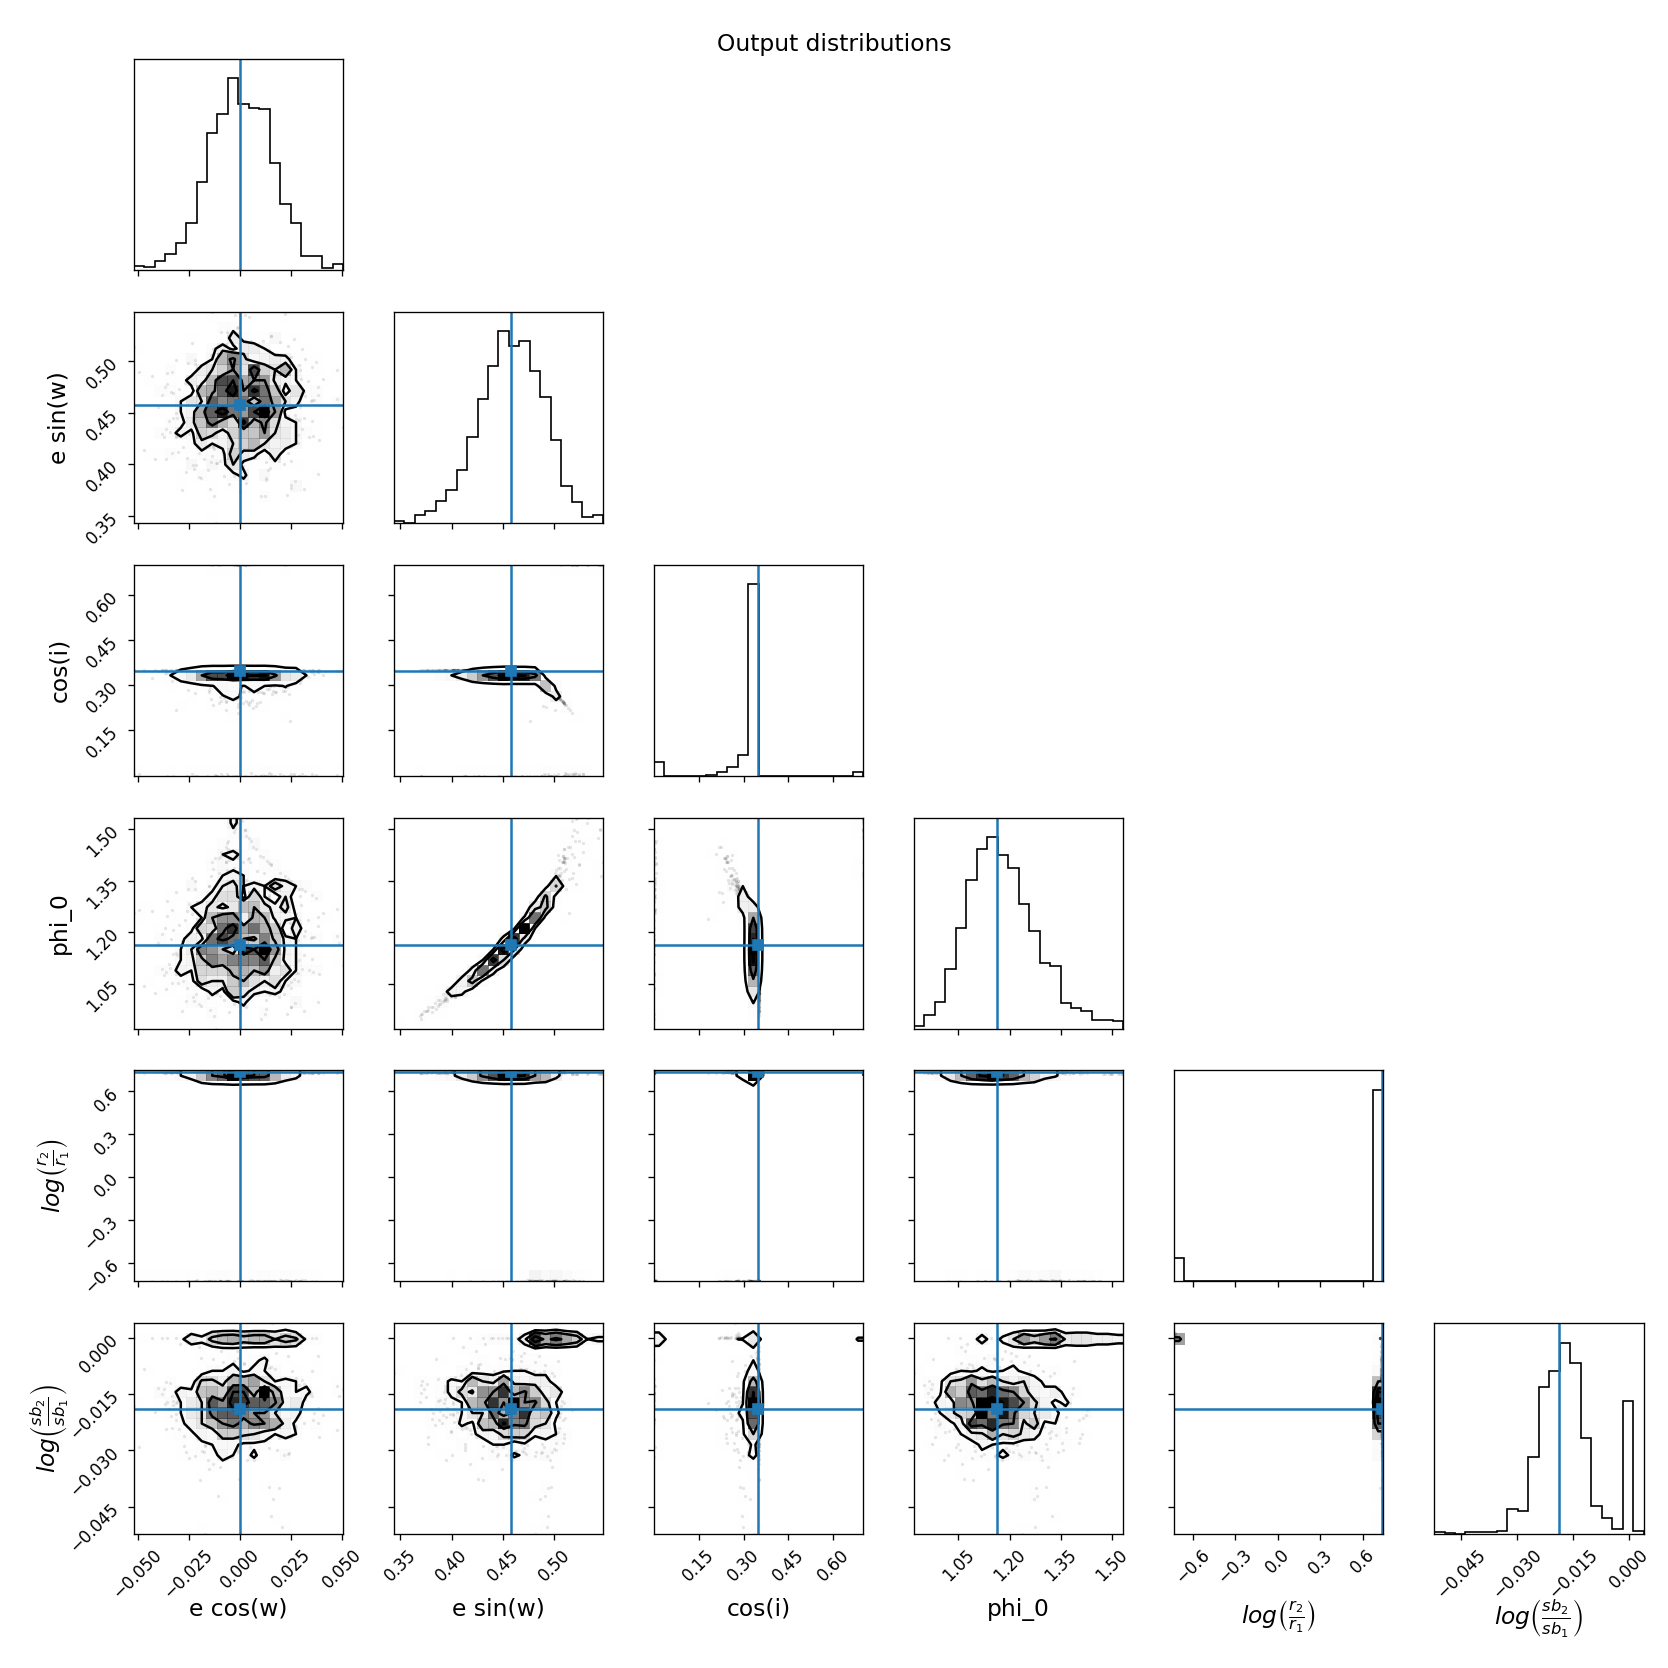 Output distributions
e sin(w)
0.50
0.45
0.40
0.35
cos(i)
0.60
0.45
0.30
0.15
phi_0
1.50
1.35
1.20
1.05
log(r2/r1)
0.6
0.3
0.0
−0.3
−0.6
log(sb2/sb1)
0.000
−0.015
−0.030
−0.045
−0.050 −0.025 0.000 0.025 0.050
0.35 0.40 0.45 0.50
0.15 0.30 0.45 0.60
1.05 1.20 1.35 1.50
−0.6 −0.3 0.0 0.3 0.6
−0.045 −0.030 −0.015 0.000
e cos(w)
e sin(w)
cos(i)
phi_0
log(r2/r1)
log(sb2/sb1)